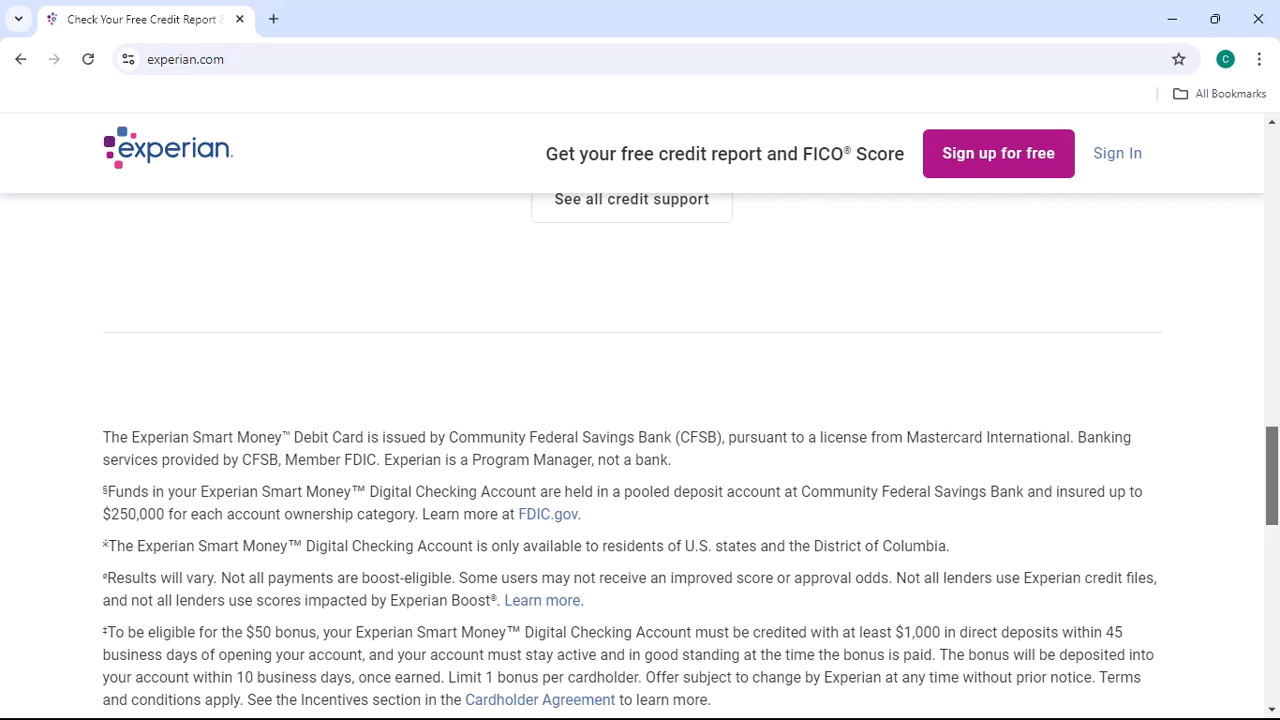 Check Your Free Credit Report &
experian.com
C
All Bookmarks
experian.
Get your free credit report and FICO® Score
Sign up for free
Sign In
See all credit support
The Experian Smart Money™ Debit Card is issued by Community Federal Savings Bank (CFSB), pursuant to a license from Mastercard International. Banking
services provided by CFSB, Member FDIC. Experian is a Program Manager, not a bank.
§Funds in your Experian Smart Money™ Digital Checking Account are held in a pooled deposit account at Community Federal Savings Bank and insured up to
$250,000 for each account ownership category. Learn more at FDIC.gov.
⁎The Experian Smart Money™ Digital Checking Account is only available to residents of U.S. states and the District of Columbia.
øResults will vary. Not all payments are boost-eligible. Some users may not receive an improved score or approval odds. Not all lenders use Experian credit files,
and not all lenders use scores impacted by Experian Boost®. Learn more.
‡To be eligible for the $50 bonus, your Experian Smart Money™ Digital Checking Account must be credited with at least $1,000 in direct deposits within 45
business days of opening your account, and your account must stay active and in good standing at the time the bonus is paid. The bonus will be deposited into
your account within 10 business days, once earned. Limit 1 bonus per cardholder. Offer subject to change by Experian at any time without prior notice. Terms
and conditions apply. See the Incentives section in the Cardholder Agreement to learn more.